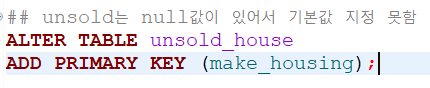 ## unsold는 null값이 있어서 기본값 지정 못함
ALTER TABLE unsold_house
ADD PRIMARY KEY (make_housing);